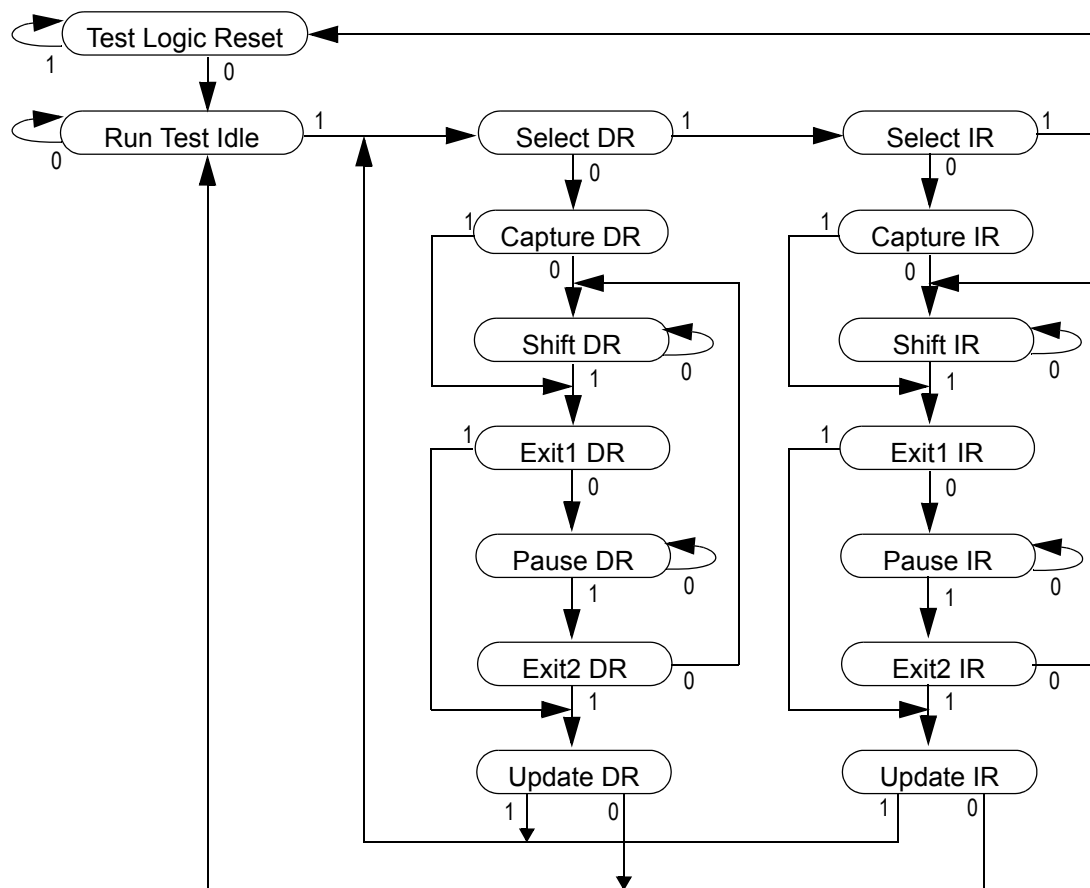 Test Logic Reset
1
0
Run Test Idle
1
Select DR
1
Select IR
1
0
0
0
1
Capture DR
1
Capture IR
0
0
Shift DR
Shift IR
0
0
1
1
1
Exit1 DR
1
Exit1 IR
0
0
Pause DR
Pause IR
0
0
1
1
Exit2 DR
Exit2 IR
0
0
1
1
Update DR
Update IR
1
0
1
0